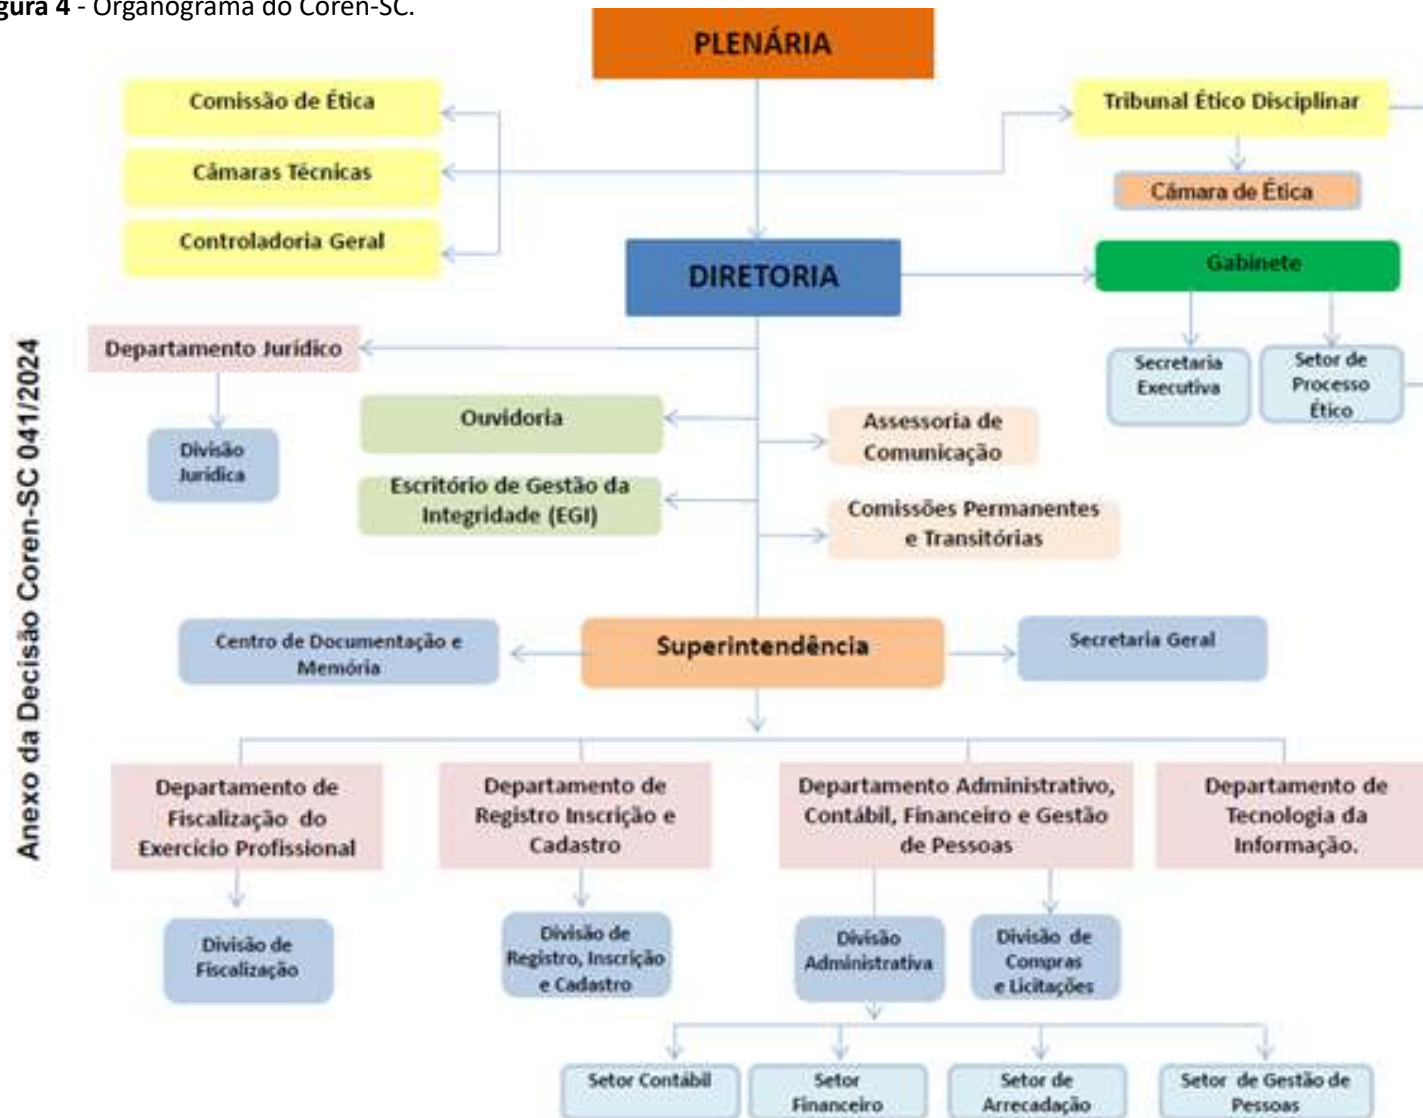 gura 4 - Organograma do Coren-SC.
PLENÁRIA
Comissão de Ética
Câmaras Técnicas
Controladoria Geral
Tribunal Ético Disciplinar
Câmara de Ética
DIRETORIA
Gabinete
Secretaria
Executiva
Setor de
Processo
Ético
Departamento Jurídico
Divisão
Jurídica
Ouvidoria
Escritório de Gestão da
Integridade (EGI)
Assessoria de
Comunicação
Comissões Permanentes
e Transitórias
Anexo da Decisão Coren-SC 041/2024
Centro de Documentação e
Memória
Superintendência
Secretaria Geral
Departamento de
Fiscalização do
Exercício Profissional
Departamento de
Registro Inscrição e
Cadastro
Departamento Administrativo,
Contábil, Financeiro e Gestão
de Pessoas
Departamento de
Tecnologia da
Informação.
Divisão de
Fiscalização
Divisão de
Registro, Inscrição
e Cadastro
Divisão
Administrativa
Divisão de
Compras
e Licitações
Setor Contábil
Setor
Financeiro
Setor de
Arrecadação
Setor de Gestão de
Pessoas